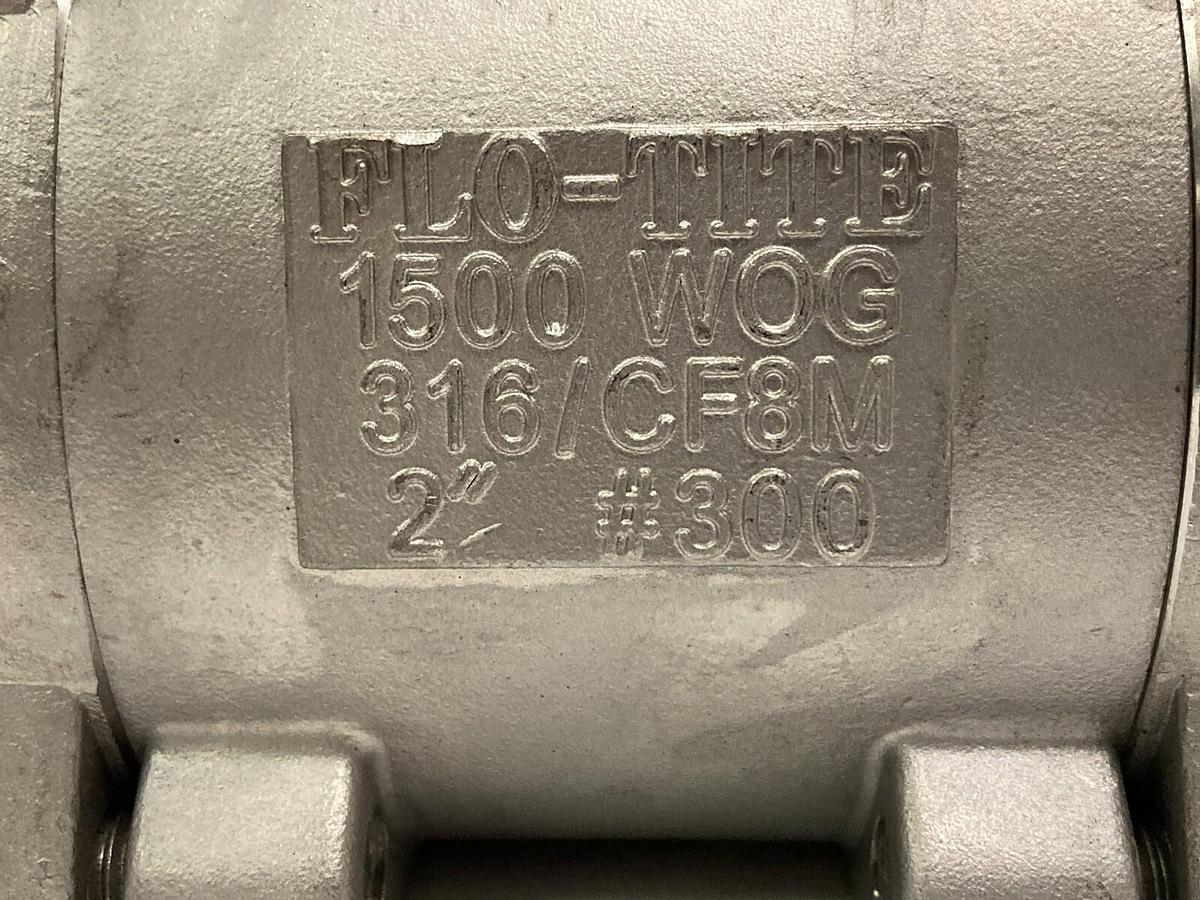 FLO-TITE
1500 WOG
316/CF8M
2" #300